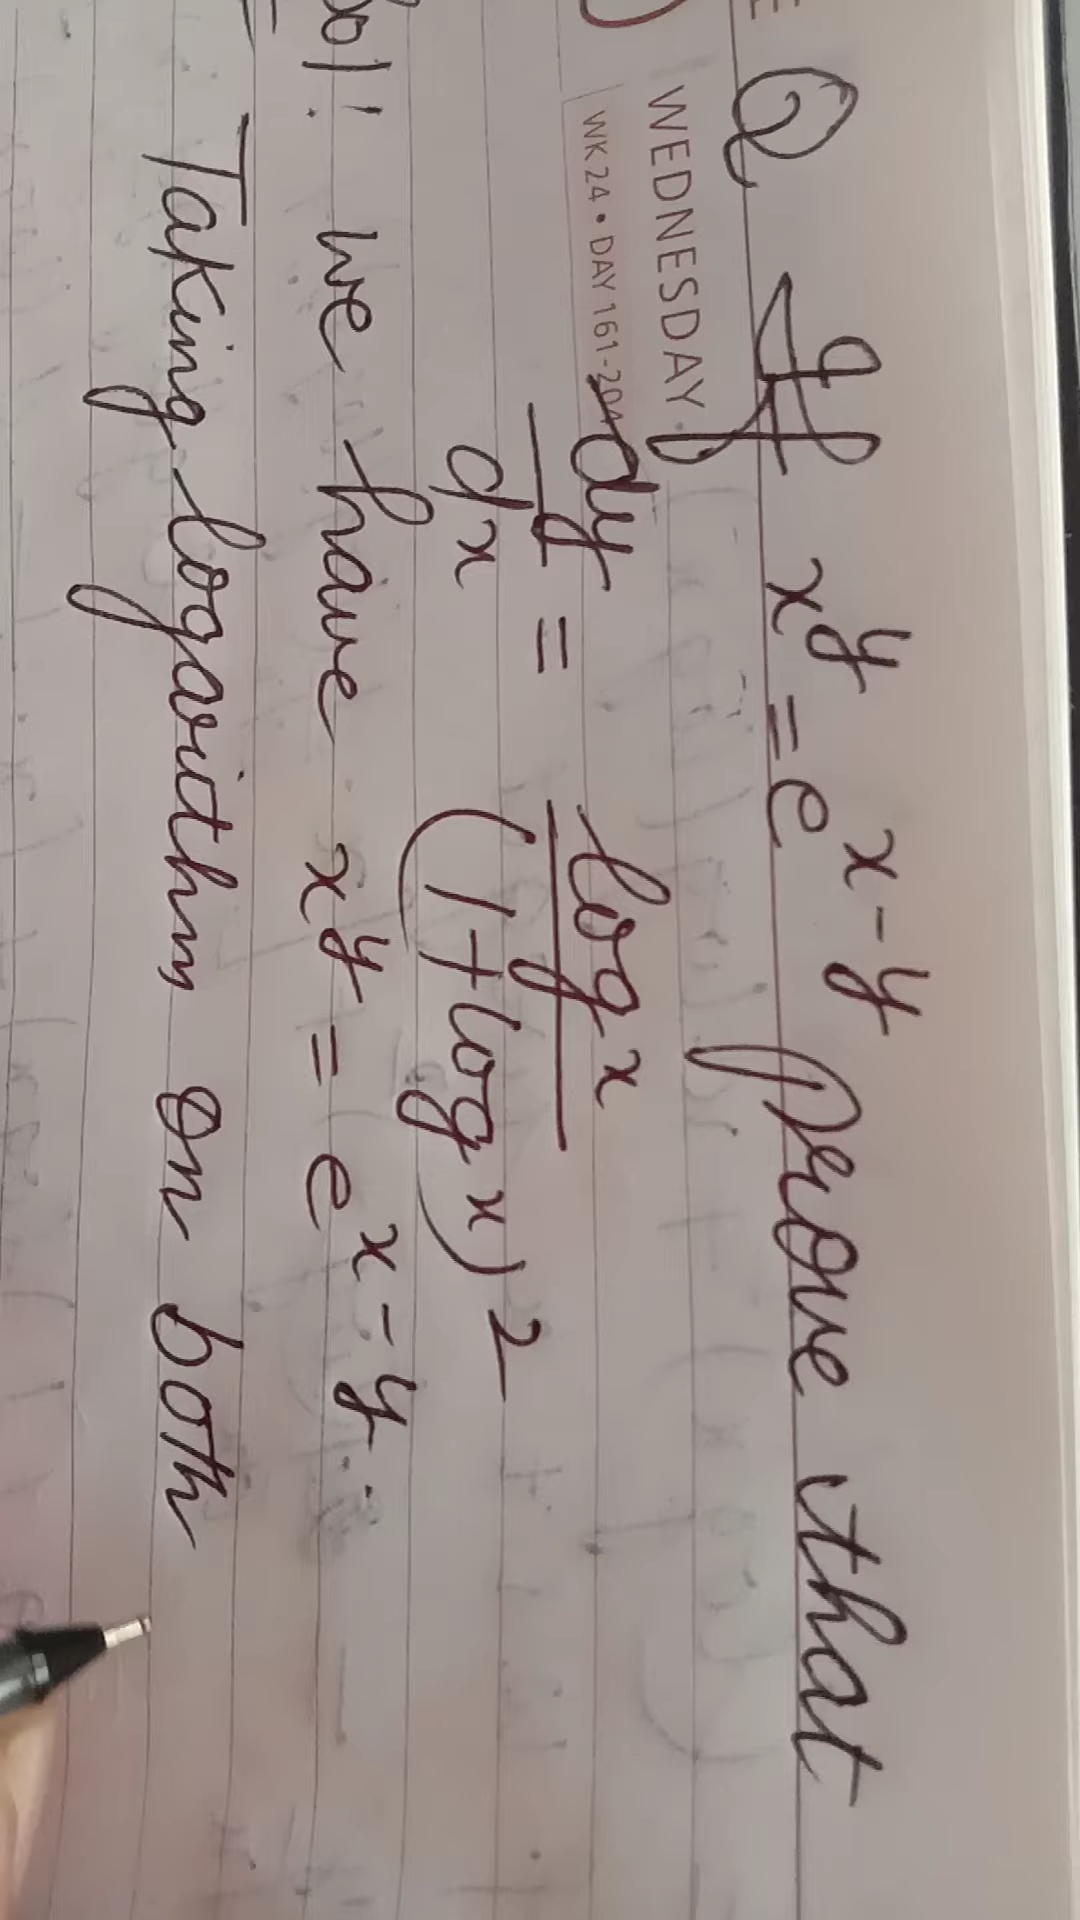 Q If x^y = e^x-y Prove that
WEDNESDAY
WK 24 • DAY 161-204
dy/dx = log x/(1+log x)^2
Sol! We have x^y = e^x-y.
Taking logarithm on both